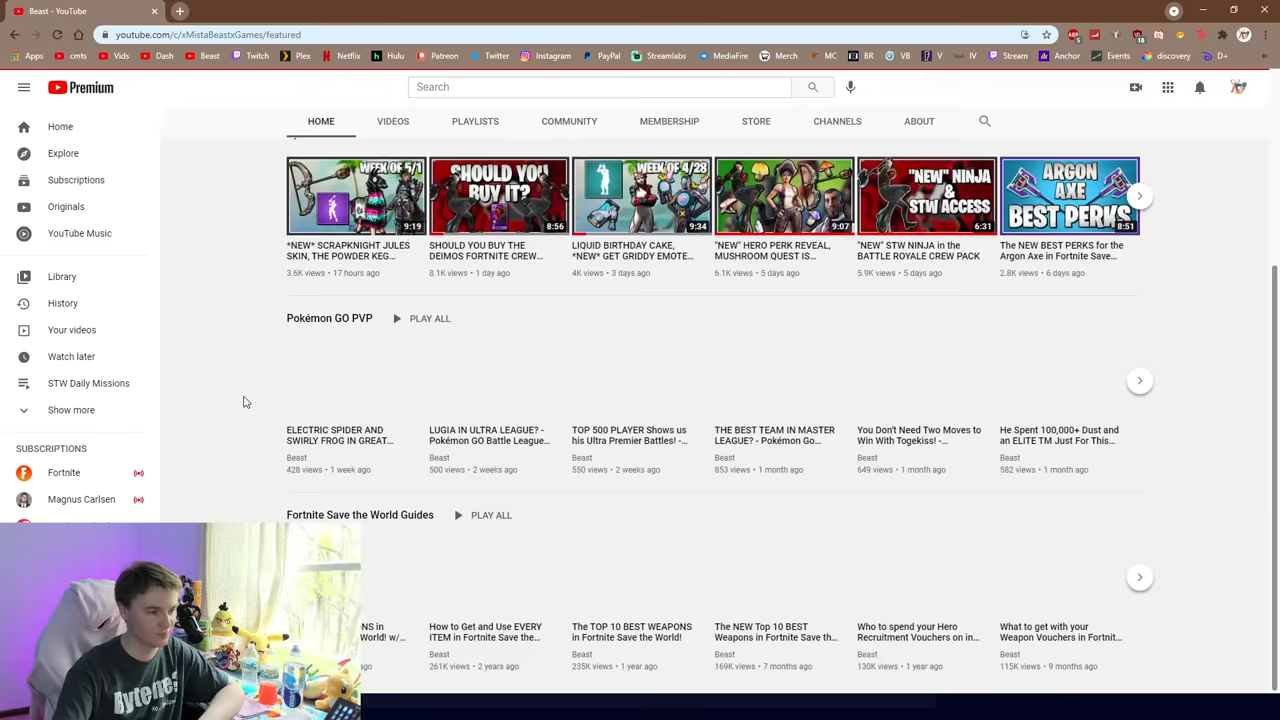 Beast - YouTube
youtube.com/c/xMistaBeastxGames/featured
Apps cmts Vids Dash Beast Twitch Plex Netflix Hulu Patreon Twitter Instagram PayPal Streamlabs MediaFire Merch MC BR VB V IV Stream Anchor Events discovery D+
Premium
Search
HOME VIDEOS PLAYLISTS COMMUNITY MEMBERSHIP STORE CHANNELS ABOUT
Home
Explore
Subscriptions
Originals
YouTube Music
Library
History
Your videos
Watch later
STW Daily Missions
Show more
SUBSCRIPTIONS
Fortnite
Magnus Carlsen
WEEK OF 5/1
9:19
SHOULD YOU BUY IT?
8:56
WEEK OF 4/28
9:34
9:07
"NEW" NINJA & STW ACCESS
6:31
ARGON AXE BEST PERKS
8:51
*NEW* SCRAPKNIGHT JULES
SKIN, THE POWDER KEG...
3.6K views • 17 hours ago
SHOULD YOU BUY THE
DEIMOS FORTNITE CREW...
8.1K views • 1 day ago
LIQUID BIRTHDAY CAKE,
*NEW* GET GRIDDY EMOTE...
4K views • 3 days ago
"NEW" HERO PERK REVEAL,
MUSHROOM QUEST IS...
6.1K views • 5 days ago
"NEW" STW NINJA in the
BATTLE ROYALE CREW PACK
5.9K views • 5 days ago
The NEW BEST PERKS for the
Argon Axe in Fortnite Save...
2.8K views • 6 days ago
Pokémon GO PVP PLAY ALL
ELECTRIC SPIDER AND
SWIRLY FROG IN GREAT...
Beast
428 views • 1 week ago
LUGIA IN ULTRA LEAGUE? -
Pokémon GO Battle League...
Beast
500 views • 2 weeks ago
TOP 500 PLAYER Shows us
his Ultra Premier Battles! -...
Beast
550 views • 2 weeks ago
THE BEST TEAM IN MASTER
LEAGUE? - Pokémon Go...
Beast
853 views • 1 month ago
You Don't Need Two Moves to
Win With Togekiss! -...
Beast
649 views • 1 month ago
He Spent 100,000+ Dust and
an ELITE TM Just For This...
Beast
582 views • 1 month ago
Fortnite Save the World Guides PLAY ALL
NS in
World! w/...
ago
How to Get and Use EVERY
ITEM in Fortnite Save the...
Beast
261K views • 2 years ago
The TOP 10 BEST WEAPONS
in Fortnite Save the World!
Beast
235K views • 1 year ago
The NEW Top 10 BEST
Weapons in Fortnite Save th...
Beast
169K views • 7 months ago
Who to spend your Hero
Recruitment Vouchers on in...
Beast
130K views • 1 year ago
What to get with your
Weapon Vouchers in Fortnit...
Beast
115K views • 9 months ago